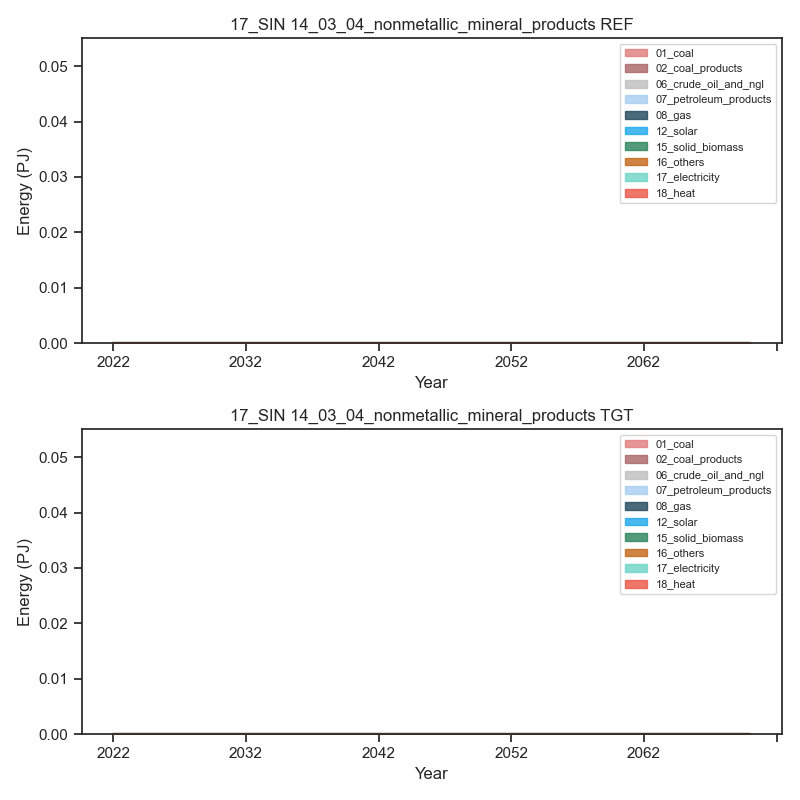 17_SIN 14_03_04_nonmetallic_mineral_products REF
Energy (PJ)
0.05
0.04
0.03
0.02
0.01
0.00
01_coal
02_coal_products
06_crude_oil_and_ngl
07_petroleum_products
08_gas
12_solar
15_solid_biomass
16_others
17_electricity
18_heat
2022 2032 2042 2052 2062
Year
17_SIN 14_03_04_nonmetallic_mineral_products TGT
Energy (PJ)
0.05
0.04
0.03
0.02
0.01
0.00
01_coal
02_coal_products
06_crude_oil_and_ngl
07_petroleum_products
08_gas
12_solar
15_solid_biomass
16_others
17_electricity
18_heat
2022 2032 2042 2052 2062
Year